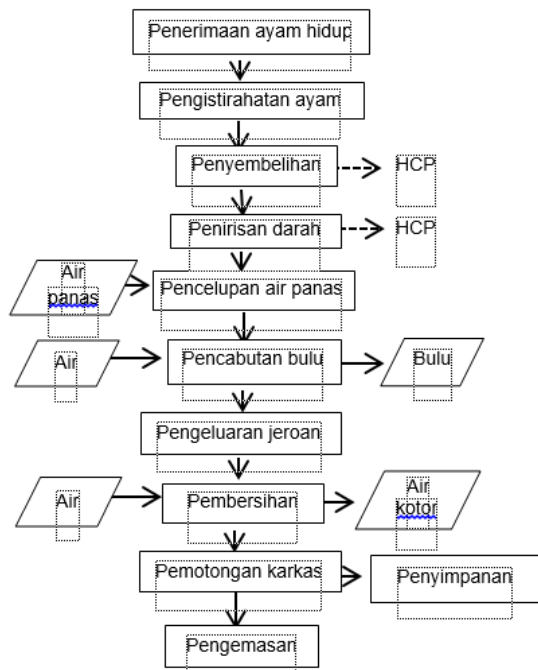 Penerimaan ayam hidup
Pengistirahatan ayam
Penyembelihan
HCP
Penirisan darah
HCP
Air
panas
Pencelupan air panas
Air
Pencabutan bulu
Bulu
Pengeluaran jeroan
Air
Pembersihan
Air
kotor
Pemotongan karkas
Penyimpanan
Pengemasan